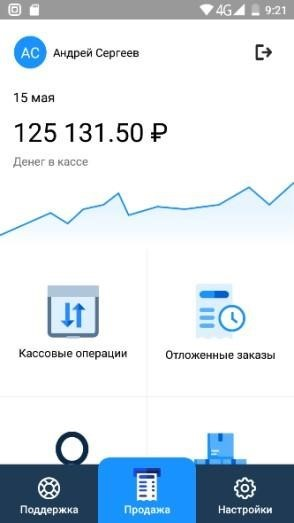 4G 9:21
АС Андрей Сергеев
15 мая
125 131.50 ₽
Денег в кассе
Кассовые операции
Отложенные заказы
Поддержка
Продажа
Настройки